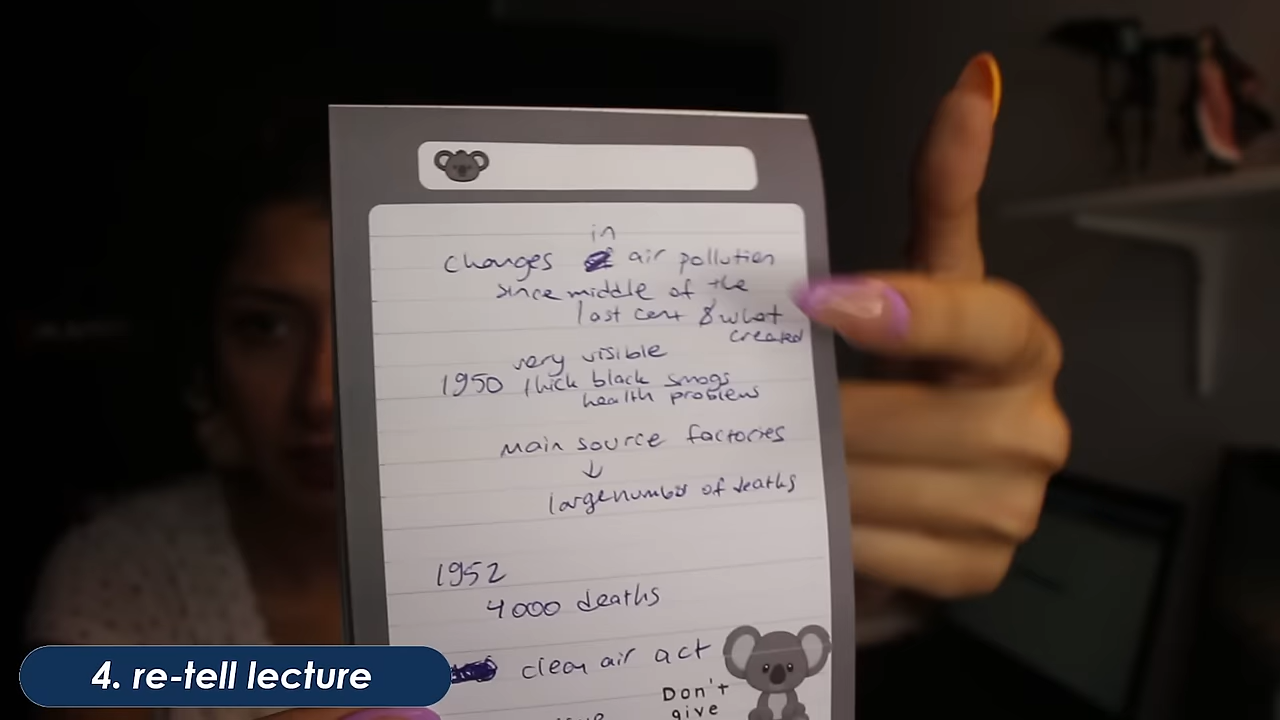 in
changes air pollution
since middle of the
last cent & what
created
very visible
1950 thick black smogs
health problems
main source factories
↓
large number of deaths
1952
4000 deaths
clean air act
Don't
give
4. re-tell lecture